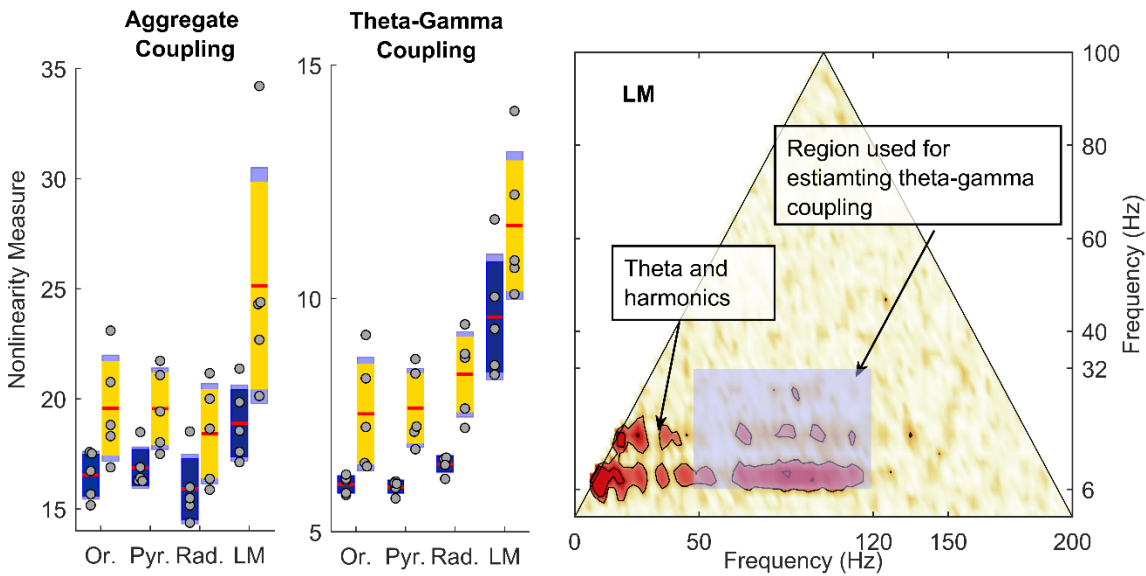 Aggregate
Coupling
Nonlinearity Measure
35
30
25
20
15
Or. Pyr. Rad. LM
Theta-Gamma
Coupling
15
10
5
Or. Pyr. Rad. LM
LM
Region used for
estiamting theta-gamma
coupling
Theta and
harmonics
100
80
60
40
32
6
Frequency (Hz)
0 50 120 150 200
Frequency (Hz)